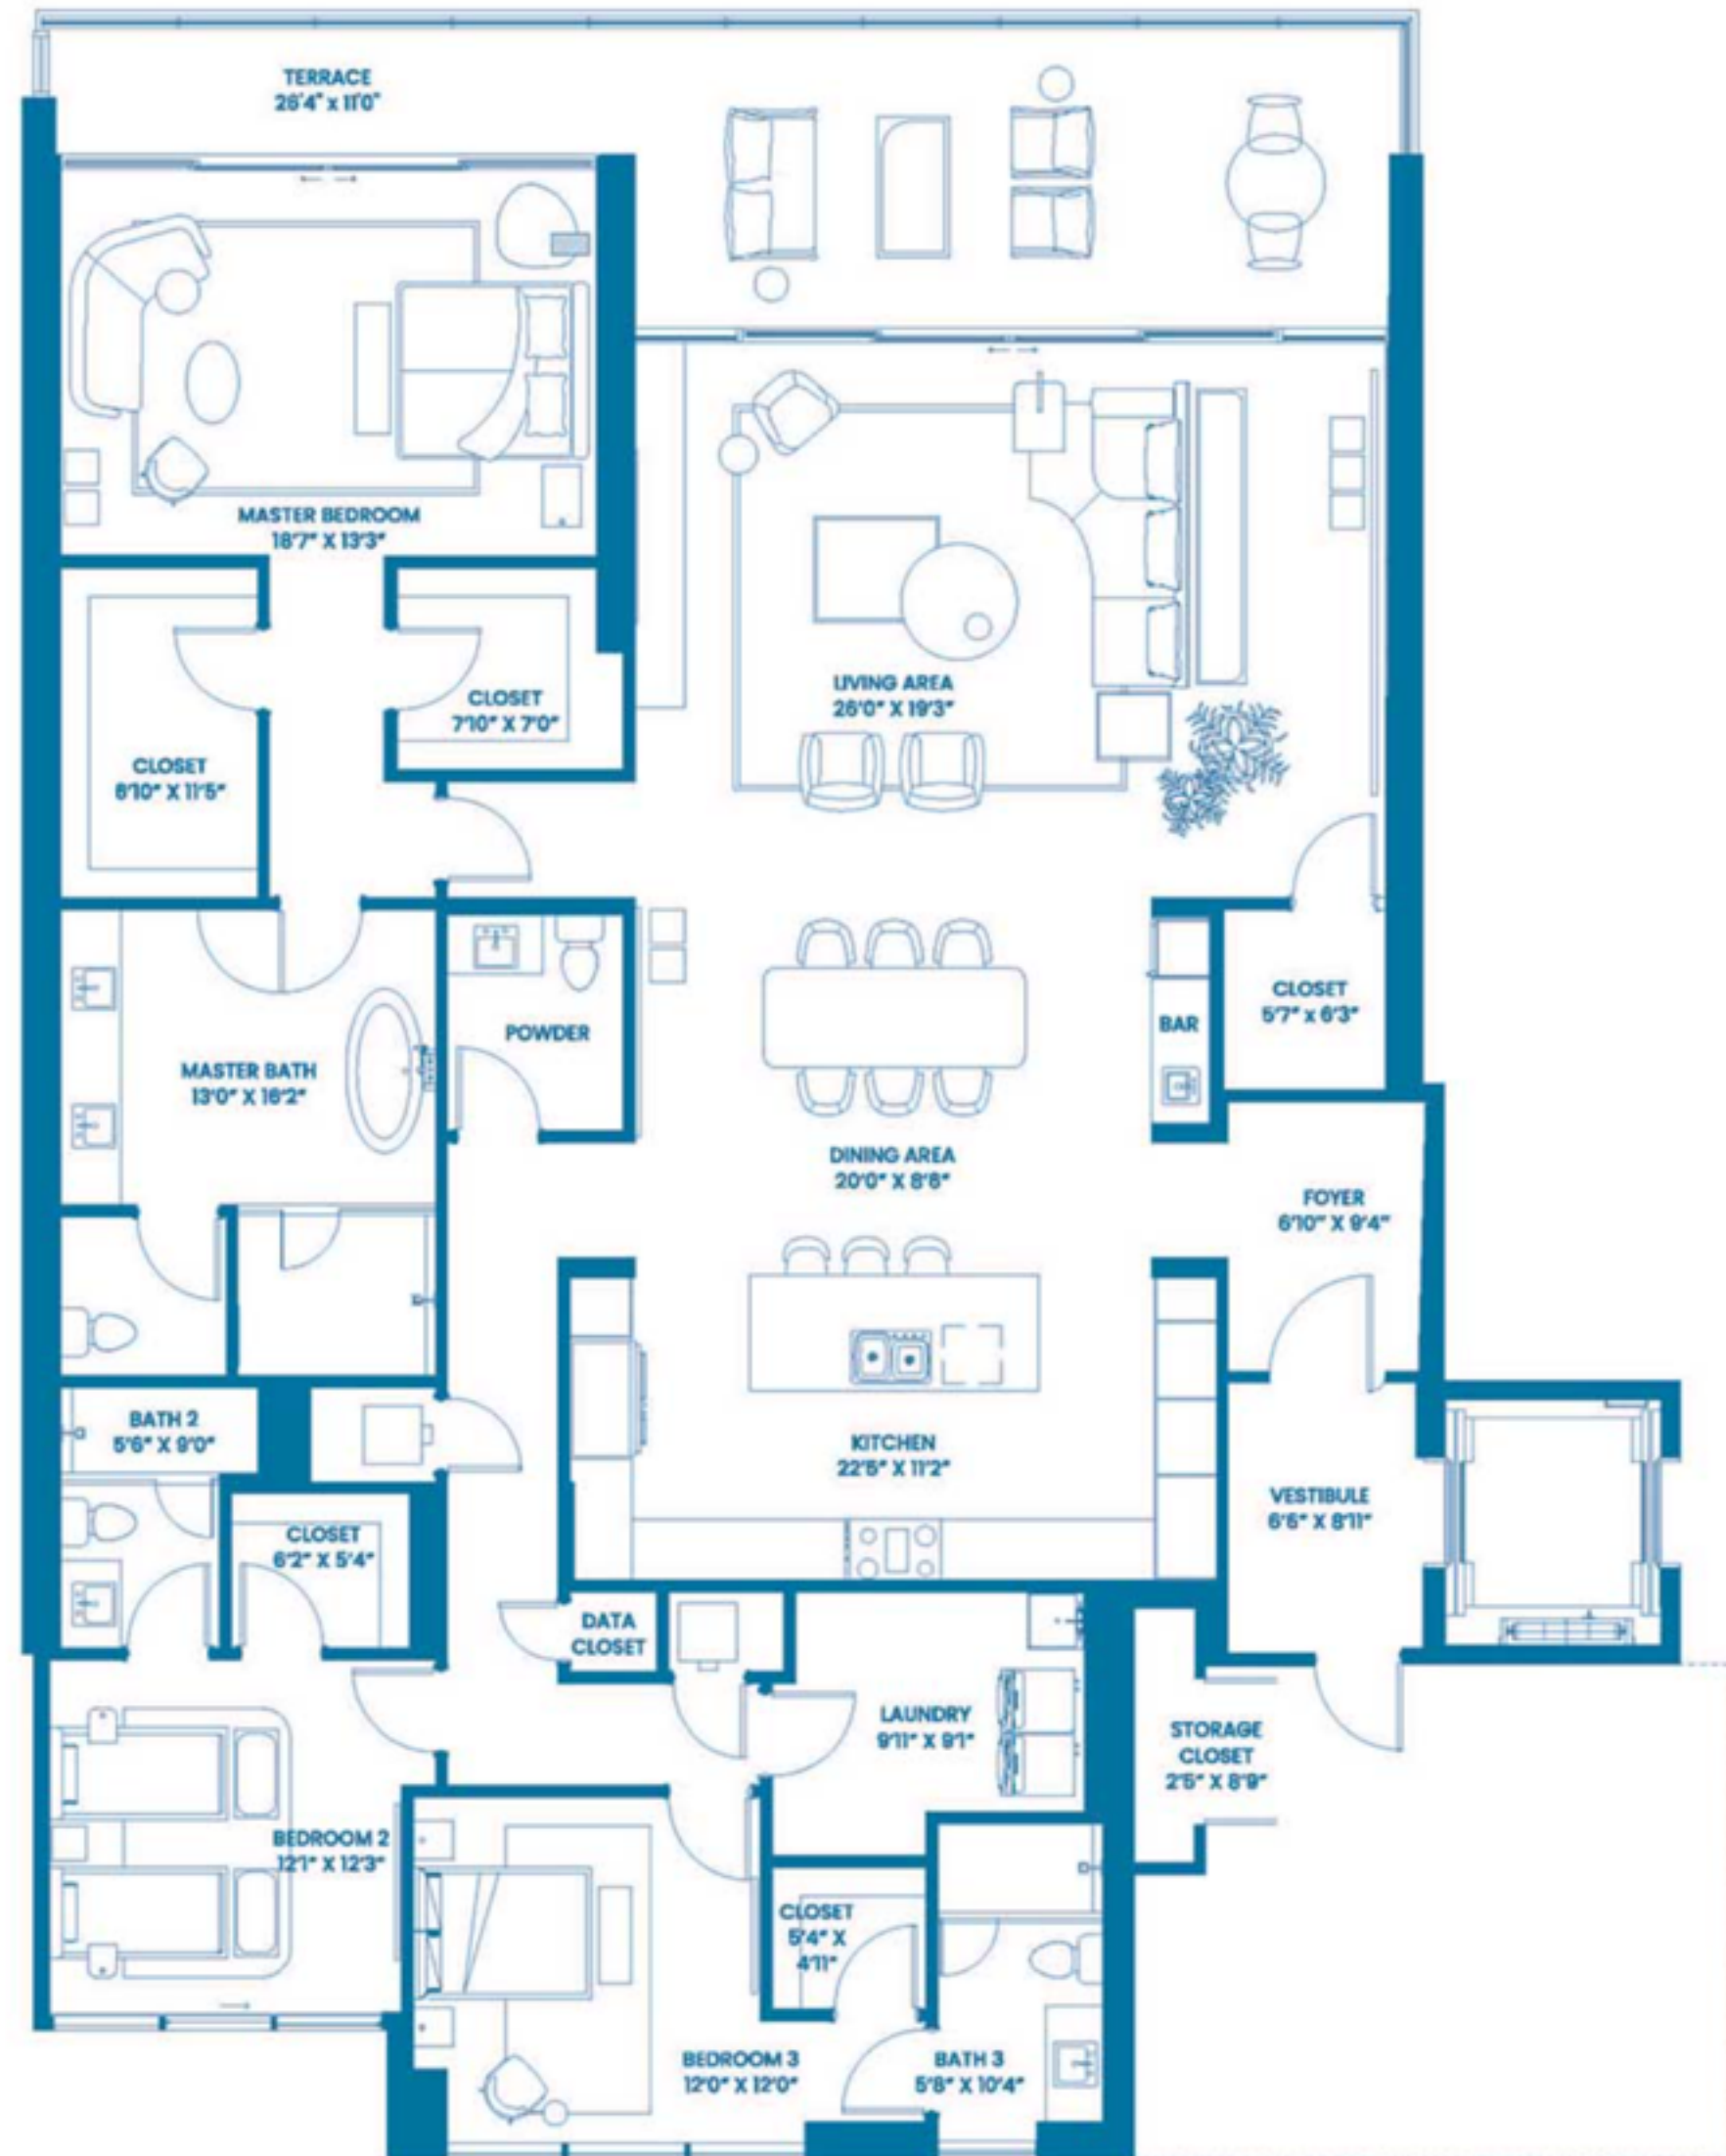 TERRACE
26'4" x 11'0"
MASTER BEDROOM
18'7" X 13'3"
CLOSET
7'10" X 7'0"
LIVING AREA
26'0" X 19'3"
CLOSET
6'10" X 11'5"
CLOSET
5'7" x 6'3"
BAR
POWDER
MASTER BATH
13'0" X 16'2"
DINING AREA
20'0" X 8'6"
FOYER
6'10" X 9'4"
BATH 2
5'6" X 9'0"
KITCHEN
22'5" X 11'2"
VESTIBULE
6'6" X 8'11"
CLOSET
6'2" X 5'4"
DATA
CLOSET
LAUNDRY
9'11" X 9'1"
STORAGE
CLOSET
2'5" X 8'9"
BEDROOM 2
12'1" X 12'3"
CLOSET
5'4" X
4'11"
BEDROOM 3
12'0" X 12'0"
BATH 3
5'8" X 10'4"